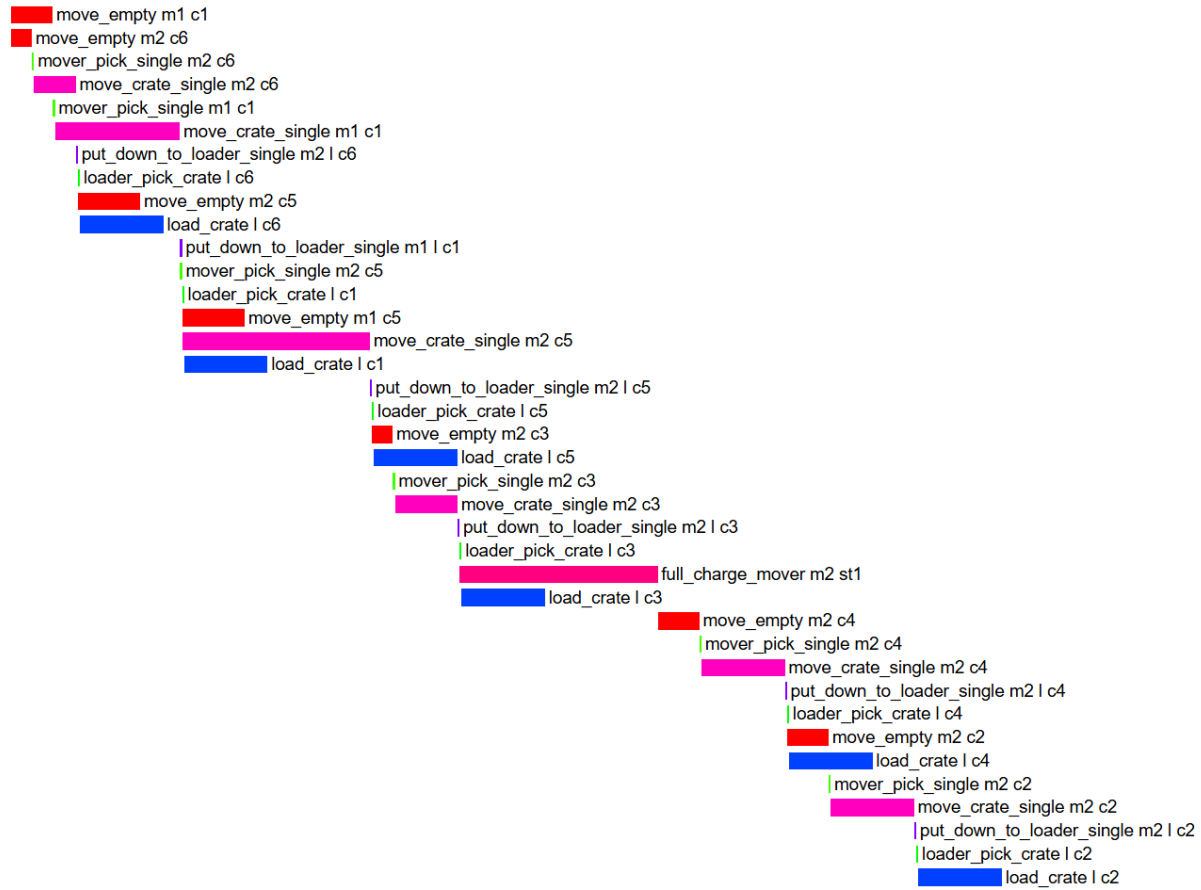 move_empty m1 c1
move_empty m2 c6
mover_pick_single m2 c6
move_crate_single m2 c6
mover_pick_single m1 c1
move_crate_single m1 c1
put_down_to_loader_single m2 l c6
loader_pick_crate l c6
move_empty m2 c5
load_crate l c6
put_down_to_loader_single m1 l c1
mover_pick_single m2 c5
loader_pick_crate l c1
move_empty m1 c5
move_crate_single m2 c5
load_crate l c1
put_down_to_loader_single m2 l c5
loader_pick_crate l c5
move_empty m2 c3
load_crate l c5
mover_pick_single m2 c3
move_crate_single m2 c3
put_down_to_loader_single m2 l c3
loader_pick_crate l c3
full_charge_mover m2 st1
load_crate l c3
move_empty m2 c4
mover_pick_single m2 c4
move_crate_single m2 c4
put_down_to_loader_single m2 l c4
loader_pick_crate l c4
move_empty m2 c2
load_crate l c4
mover_pick_single m2 c2
move_crate_single m2 c2
put_down_to_loader_single m2 l c2
loader_pick_crate l c2
load_crate l c2